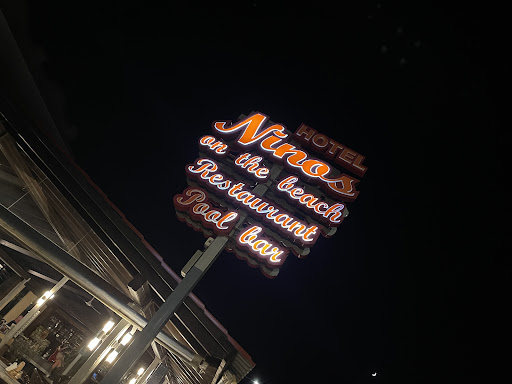 HOTEL
Ninos
on the beach
Restaurant
Pool bar